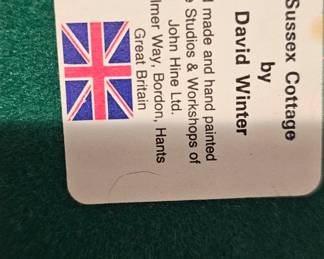 Sussex Cottage
by
David Winter
made and hand painted
Studios & Workshops of
John Hine Ltd.
Way, Bordon, Hants
Great Britain